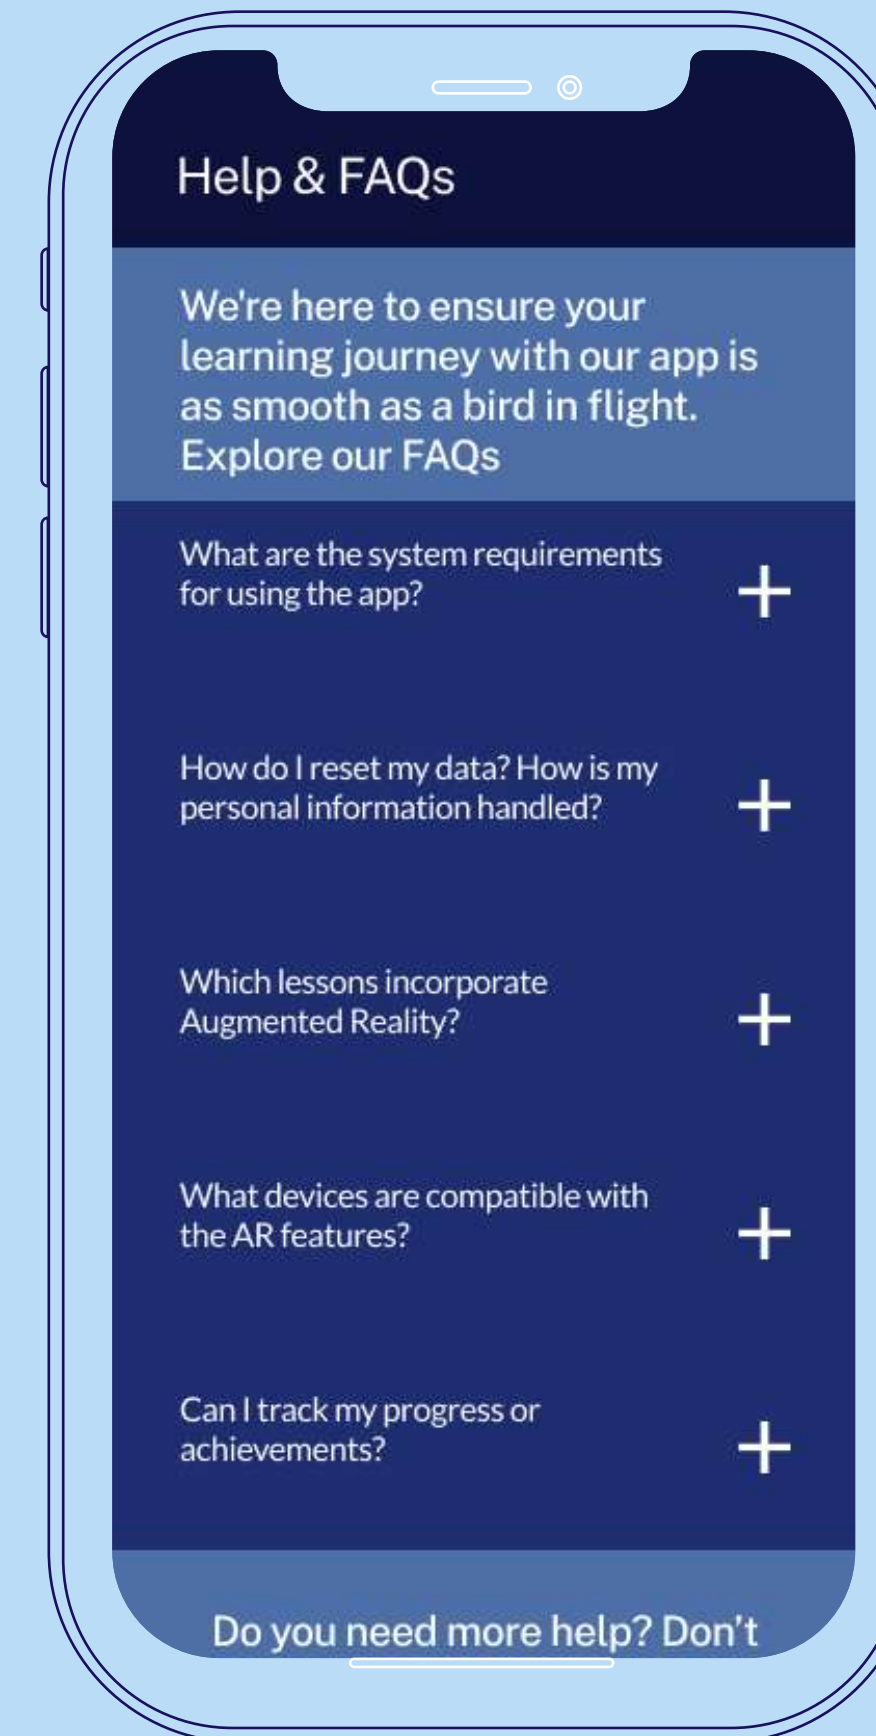 Help & FAQs
We're here to ensure your
learning journey with our app is
as smooth as a bird in flight.
Explore our FAQs
What are the system requirements
for using the app?
How do I reset my data? How is my
personal information handled?
Which lessons incorporate
Augmented Reality?
What devices are compatible with
the AR features?
Can I track my progress or
achievements?
Do you need more help? Don't